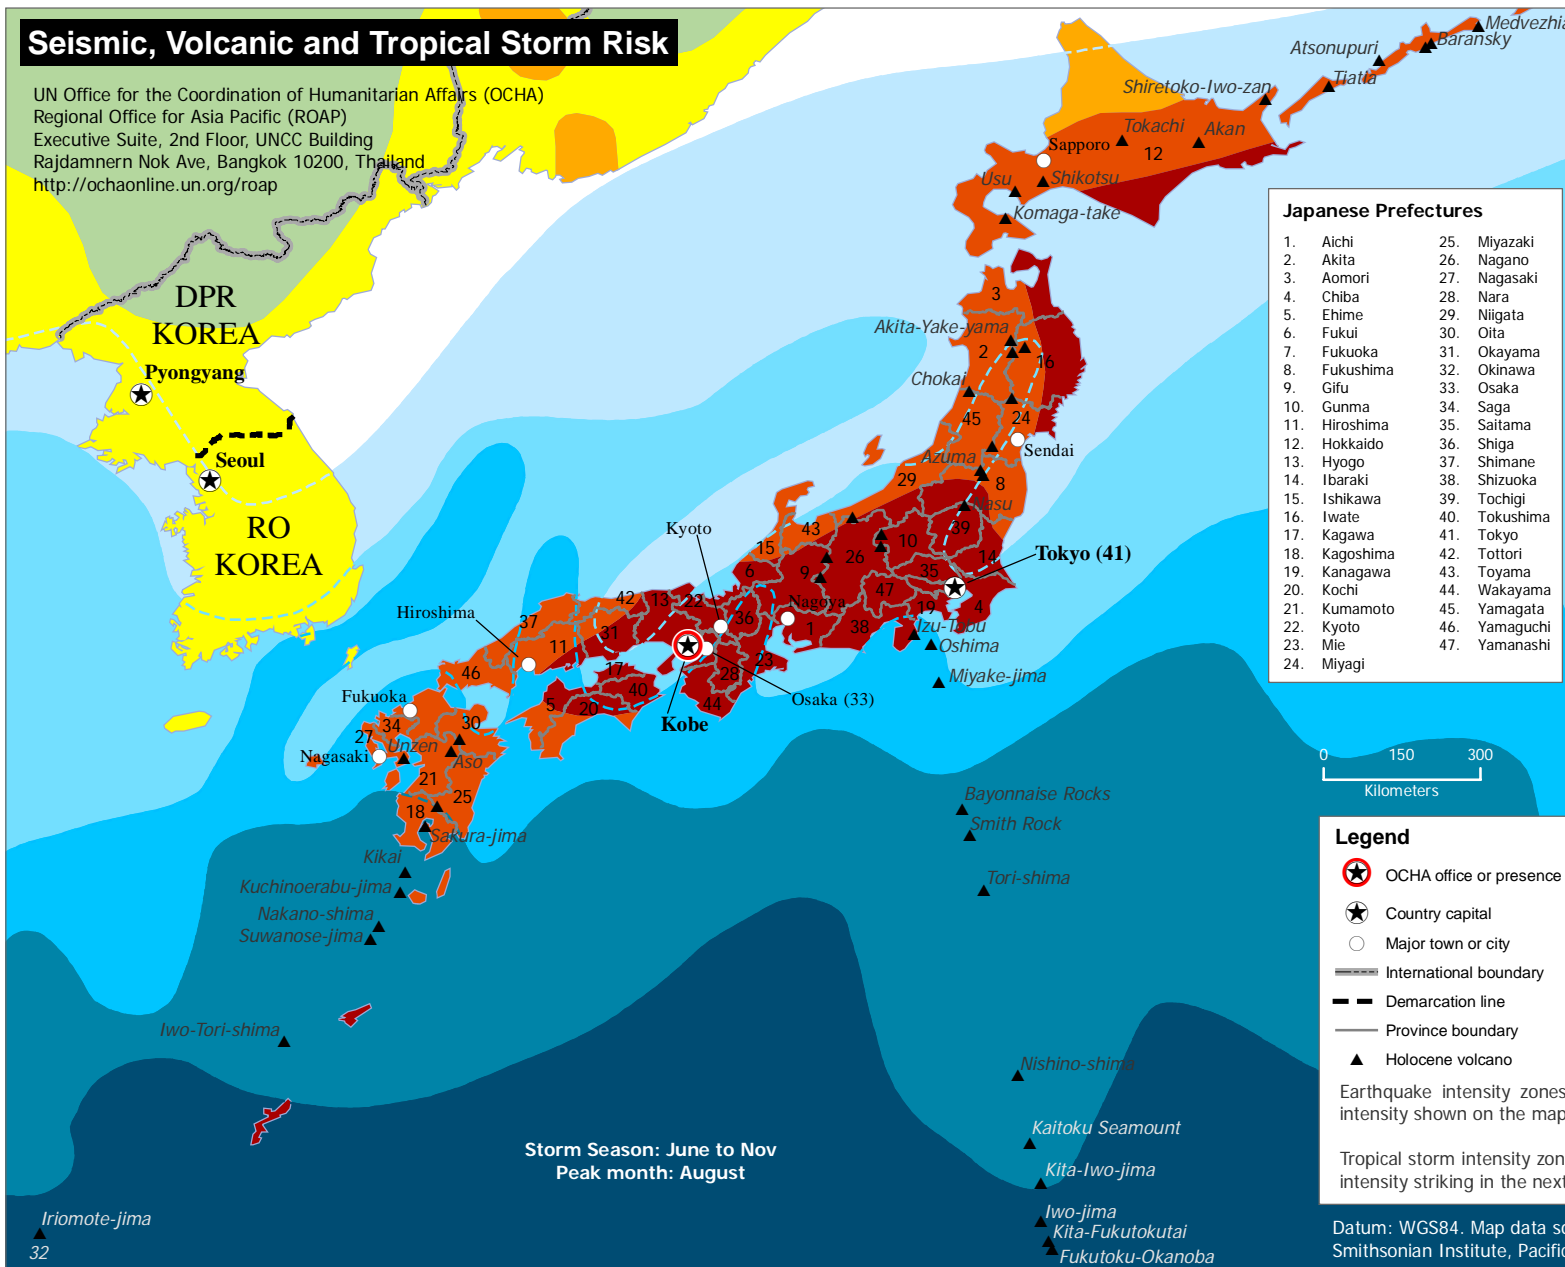 Seismic, Volcanic and Tropical Storm Risk
UN Office for the Coordination of Humanitarian Affairs (OCHA)
Regional Office for Asia Pacific (ROAP)
Executive Suite, 2nd Floor, UNCC Building
Rajdamnern Nok Ave, Bangkok 10200, Thailand
http://ochaonline.un.org/roap
Medvezhia
Baransky
Atsonupuri
Tiatia
Shiretoko-Iwo-zan
Tokachi
Akan
12
Sapporo
Shikotsu
Usu
Komaga-take
DPR
KOREA
Pyongyang
Seoul
RO
KOREA
3
Akita-Yake-yama
2
16
Chokai
45
24
Sendai
Azuma
29
8
Nasu
39
43
15
10
26
14
Tokyo (41)
35
6
9
47
19
4
Kyoto
Nagoya
1
38
Izu-Tobu
Oshima
Miyake-jima
42
13
22
36
37
31
11
Hiroshima
23
28
44
Osaka (33)
Kobe
46
17
40
5
20
Fukuoka
34
30
27
Unzen
Aso
Nagasaki
21
25
18
Sakura-jima
Kikai
Kuchinoerabu-jima
Nakano-shima
Suwanose-jima
Iwo-Tori-shima
Bayonnaise Rocks
Smith Rock
Tori-shima
Nishino-shima
Kaitoku Seamount
Kita-Iwo-jima
Iwo-jima
Kita-Fukutokutai
Fukutoku-Okanoba
Iriomote-jima
32
Storm Season: June to Nov
Peak month: August
Japanese Prefectures
1. Aichi
2. Akita
3. Aomori
4. Chiba
5. Ehime
6. Fukui
7. Fukuoka
8. Fukushima
9. Gifu
10. Gunma
11. Hiroshima
12. Hokkaido
13. Hyogo
14. Ibaraki
15. Ishikawa
16. Iwate
17. Kagawa
18. Kagoshima
19. Kanagawa
20. Kochi
21. Kumamoto
22. Kyoto
23. Mie
24. Miyagi
25. Miyazaki
26. Nagano
27. Nagasaki
28. Nara
29. Niigata
30. Oita
31. Okayama
32. Okinawa
33. Osaka
34. Saga
35. Saitama
36. Shiga
37. Shimane
38. Shizuoka
39. Tochigi
40. Tokushima
41. Tokyo
42. Tottori
43. Toyama
44. Wakayama
45. Yamagata
46. Yamaguchi
47. Yamanashi
0 150 300
Kilometers
Legend
OCHA office or presence
Country capital
Major town or city
International boundary
Demarcation line
Province boundary
Holocene volcano
Earthquake intensity zones
intensity shown on the map
Tropical storm intensity zon
intensity striking in the next
Datum: WGS84. Map data so
Smithsonian Institute, Pacific